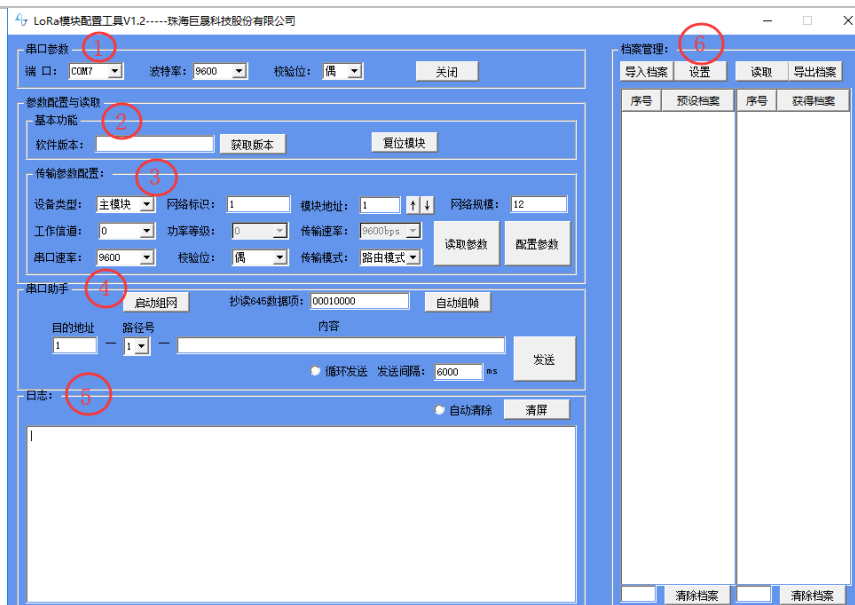 LoRa模块配置工具V1.2-----珠海巨晟科技股份有限公司
串口参数 1
端 口： COM7 波特率： 9600 校验位： 偶 关闭
参数配置与读取
基本功能 2
软件版本： 获取版本 复位模块
传输参数配置： 3
设备类型： 主模块 网络标识： 1 模块地址： 1 ↑ ↓ 网络规模： 12
工作信道： 0 功率等级： 0 传输速率： 9600bps 读取参数 配置参数
串口速率： 9600 校验位： 偶 传输模式： 路由模式
串口助手 4
启动组网 抄读645数据项： 00010000 自动组帧
目的地址 路径号 内容
1 — 1 — 发送
循环发送 发送间隔： 6000 ms
日志： 5
自动清除 清屏
档案管理： 6
导入档案 设置 读取 导出档案
序号 预设档案 序号 获得档案
清除档案 清除档案